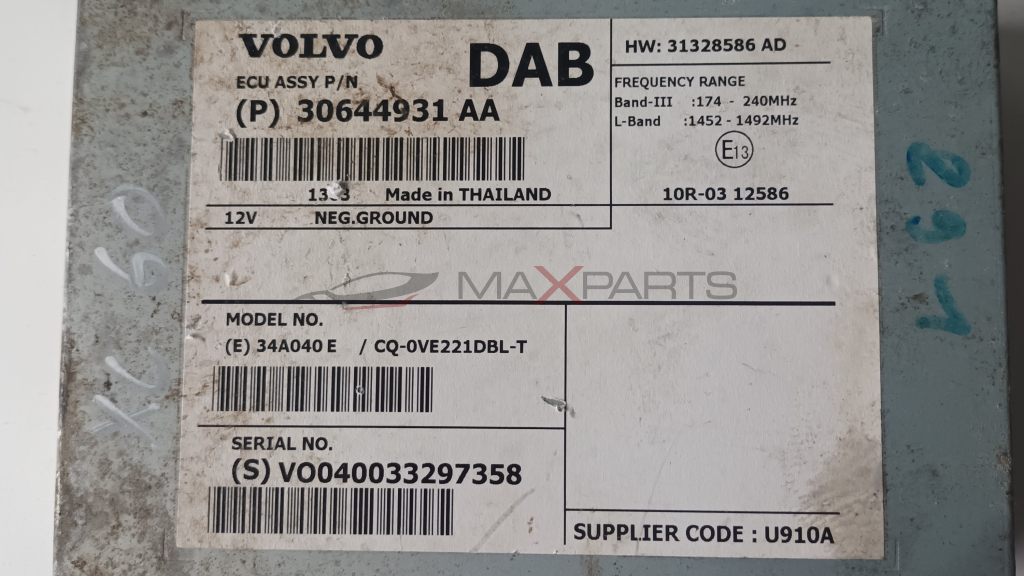 VOLVO
DAB
ECU ASSY P/N
(P) 30644931 AA
Made in THAILAND
12V NEG.GROUND
HW: 31328586 AD
FREQUENCY RANGE
Band-III :174 - 240MHz
L-Band :1452 - 1492MHz
E13
10R-03 12586
MAXPARTS
MODEL NO.
(E) 34A040 E / CQ-0VE221DBL-T
SERIAL NO.
(S) VO040033297358
SUPPLIER CODE : U910A
XC 60